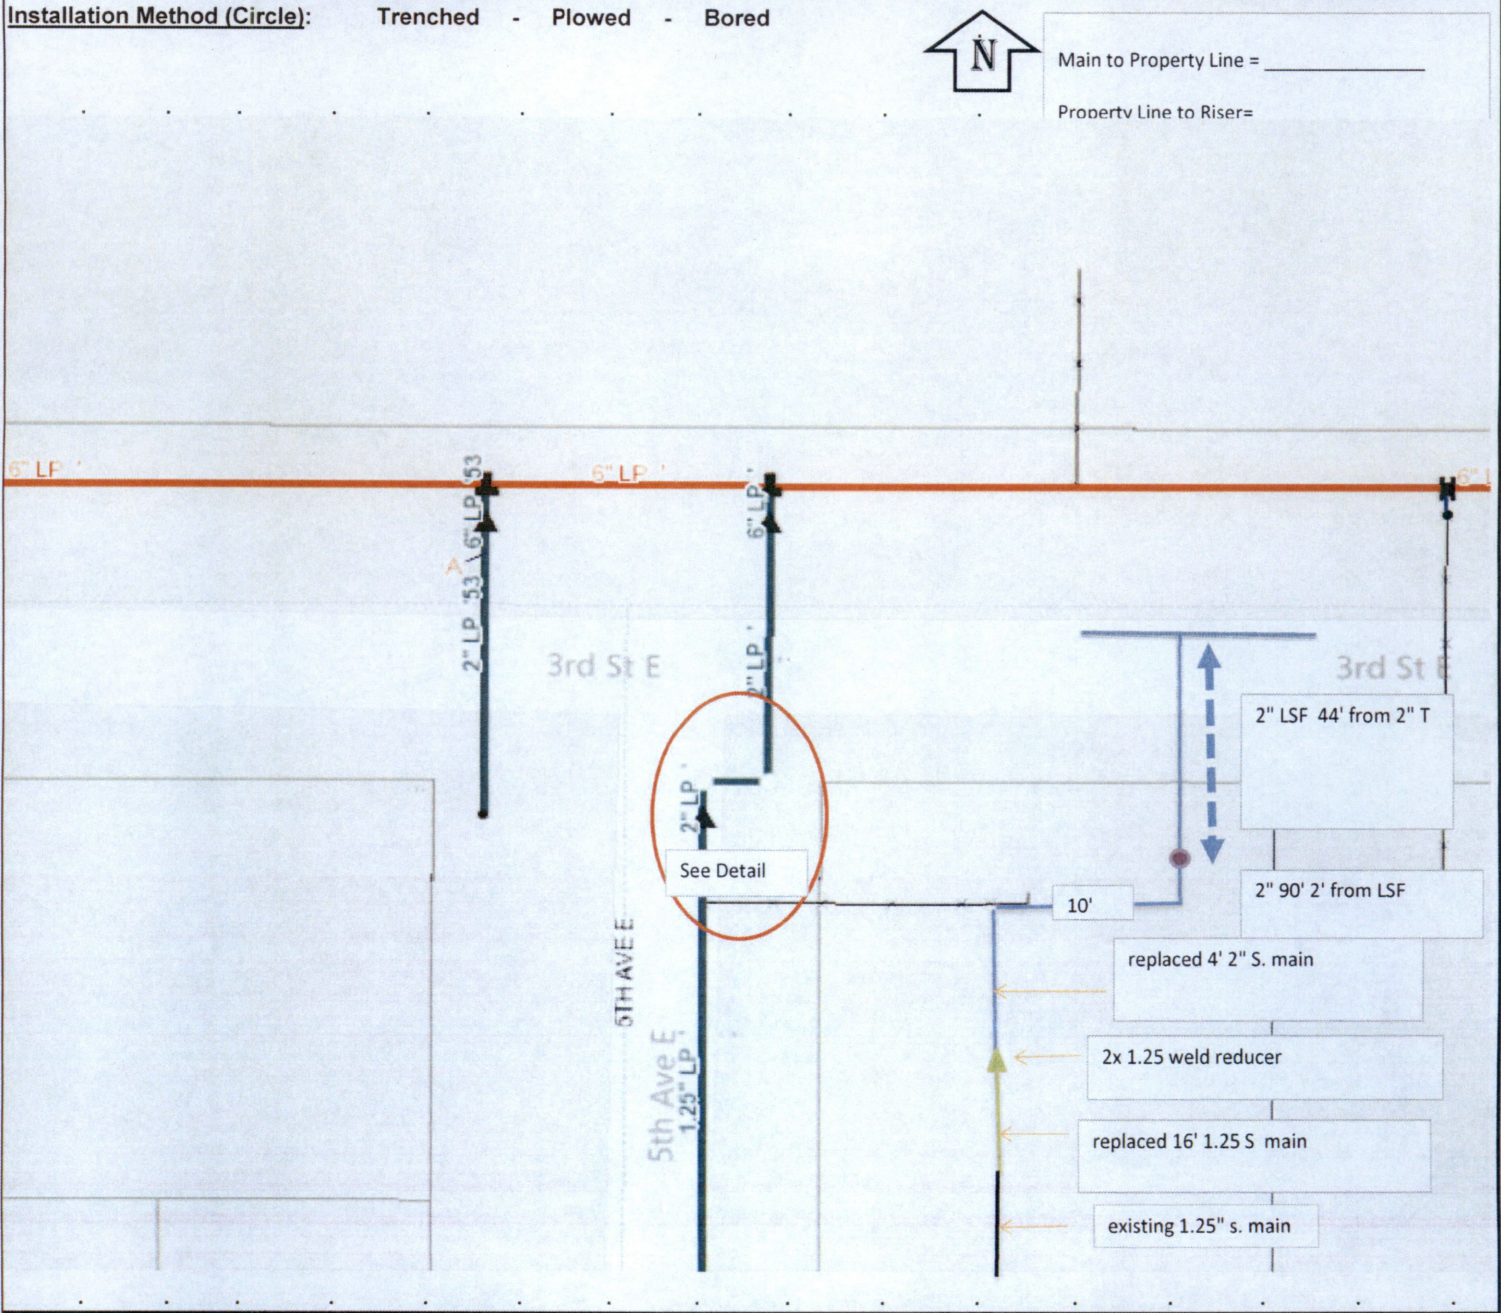 Installation Method (Circle): Trenched - Plowed - Bored
N
Main to Property Line = ____________
Property Line to Riser=
6" LP '
6" LP '53
6" LP '
6" LP '
6" L
A
2" LP '53
2" LP '
3rd St E
3rd St E
2" LSF 44' from 2" T
2" LP '
See Detail
2" 90' 2' from LSF
10'
5TH AVE E
replaced 4' 2" S. main
5th Ave E
1.25" LP '
2x 1.25 weld reducer
replaced 16' 1.25 S main
existing 1.25" s. main